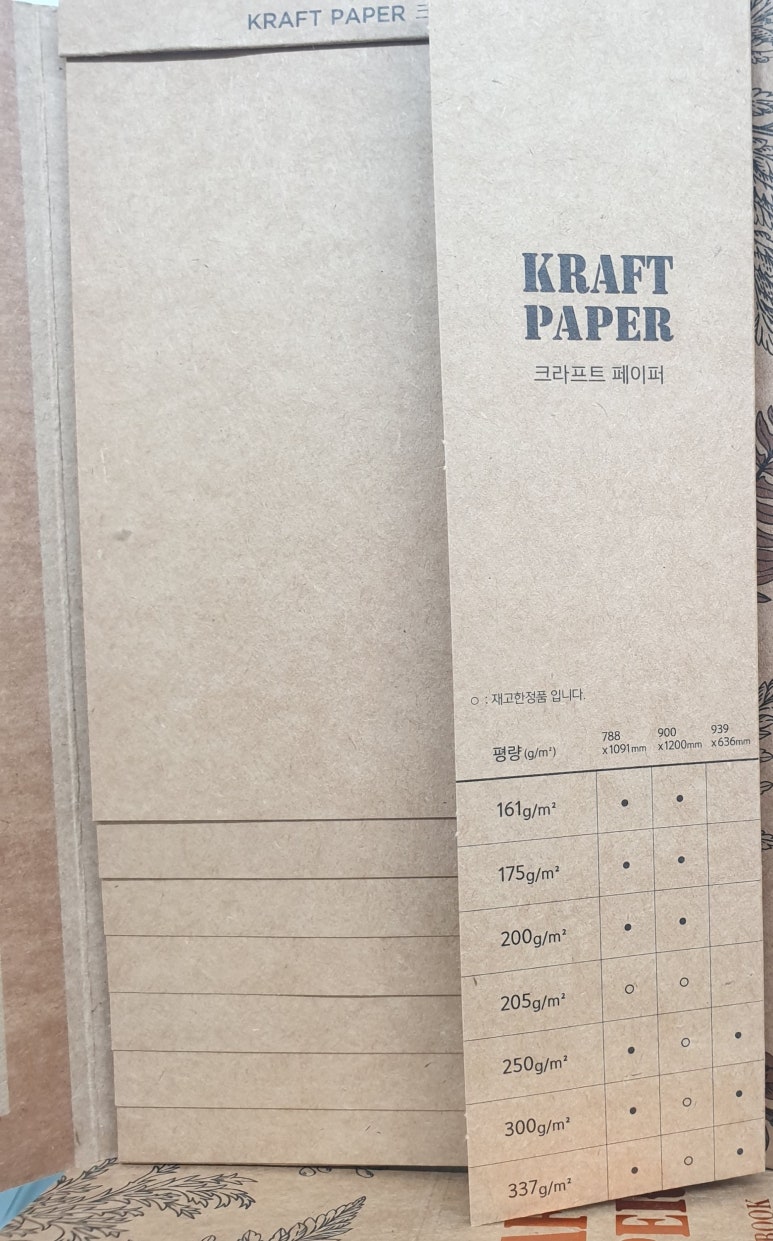 KRAFT PAPER
KRAFT
PAPER
크라프트 페이퍼
○ : 재고한정품 입니다.
평량 (g/m²) 788 x1091mm 900 x1200mm 939 x636mm
161g/m² ● ●
175g/m² ● ●
200g/m² ● ●
205g/m² ○ ○
250g/m² ● ○ ●
300g/m² ● ○ ●
337g/m² ● ○ ●
BOOK